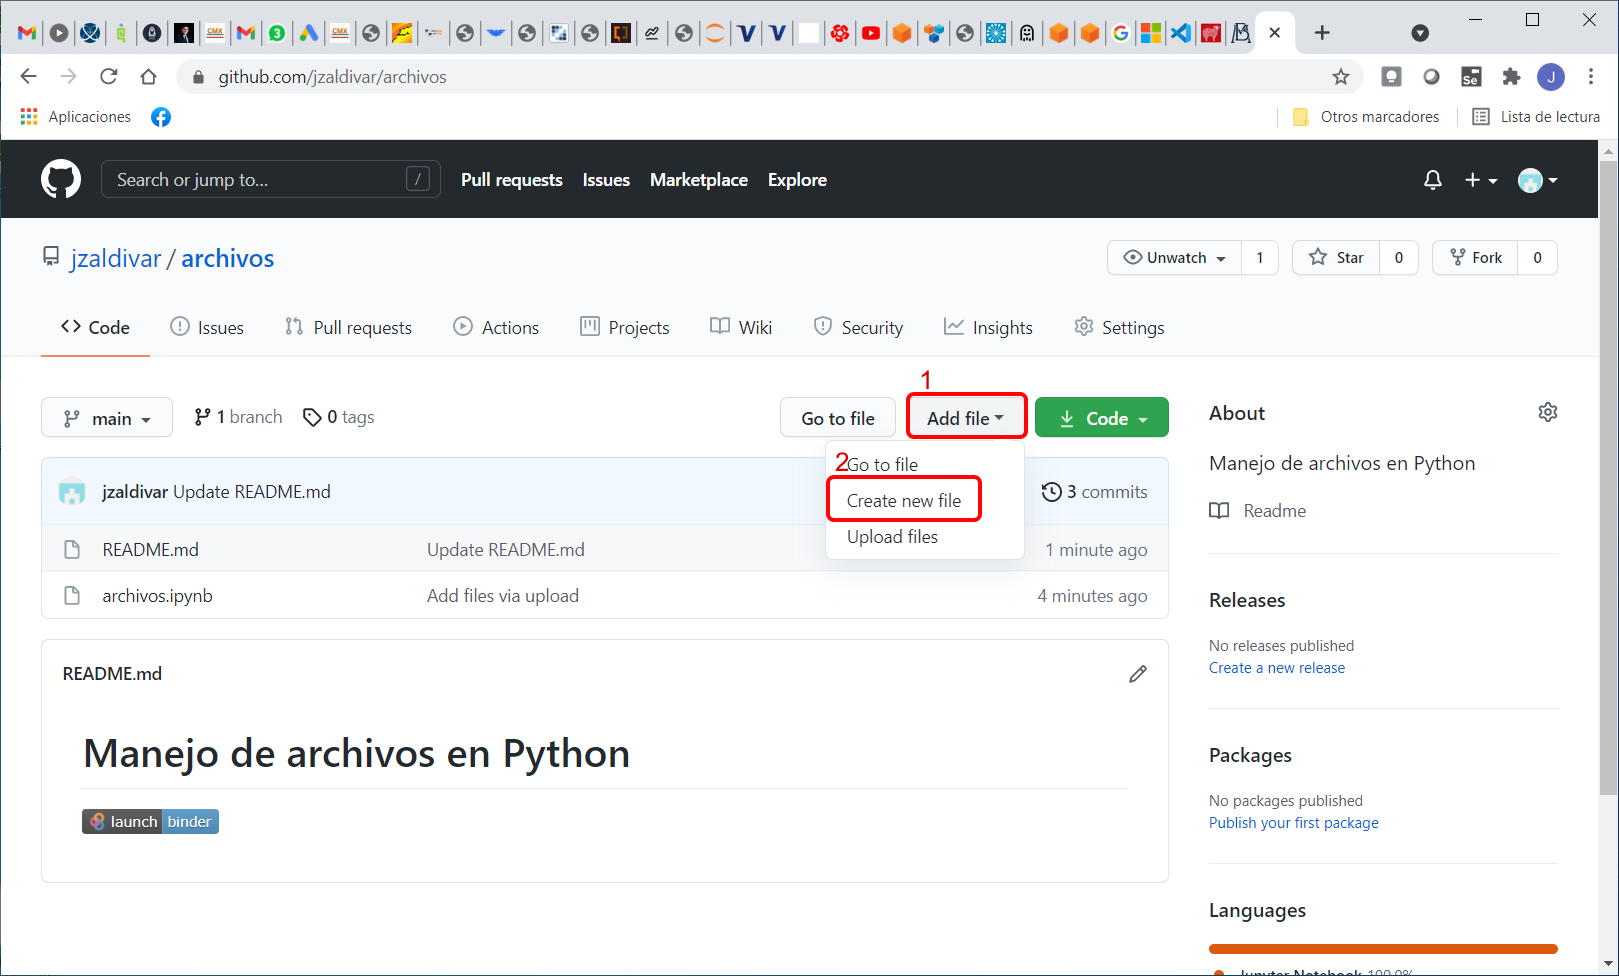 github.com/jzaldivar/archivos
Aplicaciones
Otros marcadores
Lista de lectura
Search or jump to...
/
Pull requests
Issues
Marketplace
Explore
jzaldivar / archivos
Unwatch
1
Star
0
Fork
0
Code
Issues
Pull requests
Actions
Projects
Wiki
Security
Insights
Settings
1
main
1 branch
0 tags
Go to file
Add file
Code
2
Go to file
Create new file
Upload files
jzaldivar Update README.md
3 commits
README.md
Update README.md
1 minute ago
archivos.ipynb
Add files via upload
4 minutes ago
README.md
Manejo de archivos en Python
launch binder
About
Manejo de archivos en Python
Readme
Releases
No releases published
Create a new release
Packages
No packages published
Publish your first package
Languages
Jupyter Notebook 100.0%